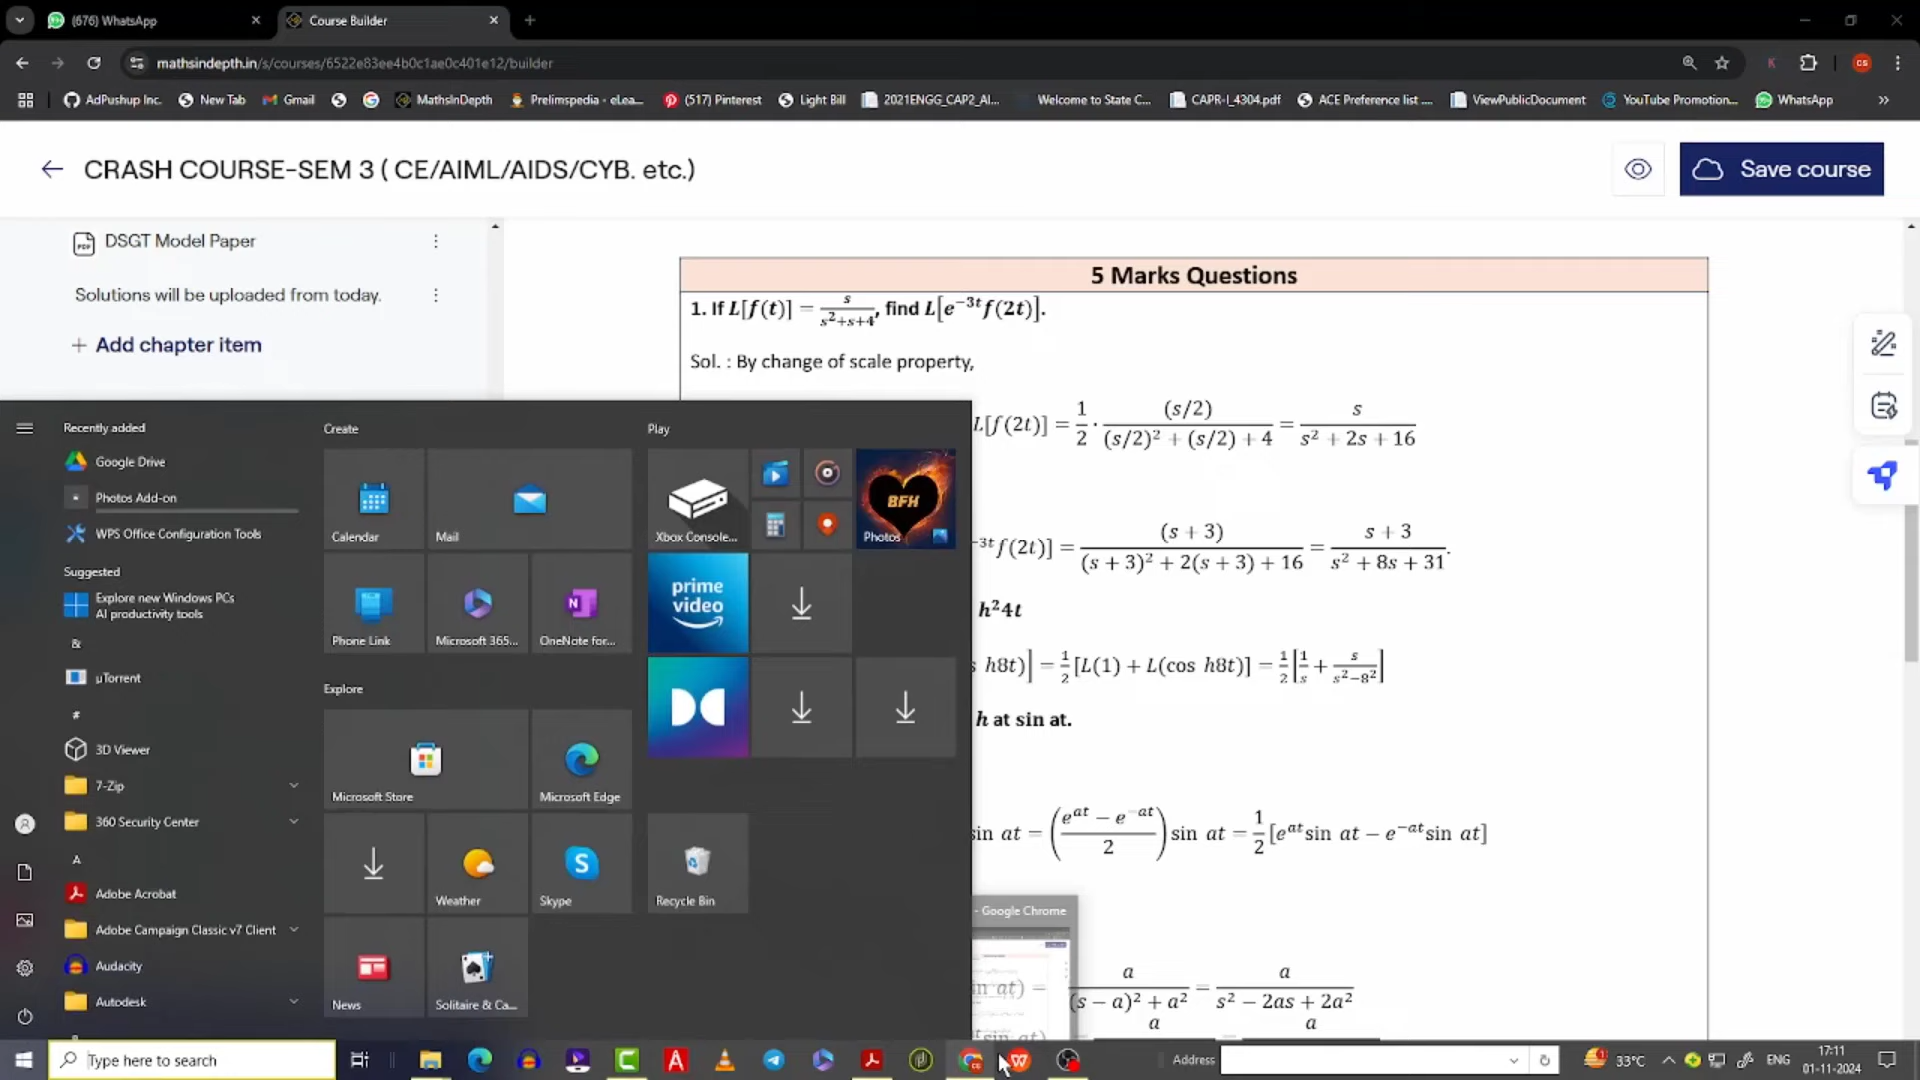 (676) WhatsApp
Course Builder
mathsindepth.in/s/courses/6522e83ee4b0c1ae0c401e12/builder
AdPushup Inc.
New Tab
Gmail
MathsInDepth
Prelimspedia - eLea...
(517) Pinterest
Light Bill
2021ENGG_CAP2_AI...
Welcome to State C...
CAPR-I_4304.pdf
ACE Preference list ....
ViewPublicDocument
YouTube Promotion...
WhatsApp
CRASH COURSE-SEM 3 ( CE/AIML/AIDS/CYB. etc.)
Save course
DSGT Model Paper
Solutions will be uploaded from today.
+ Add chapter item
5 Marks Questions
1. If L[f(t)] = s/(s²+s+4), find L[e⁻³ᵗf(2t)].
Sol. : By change of scale property,
L[f(2t)] = 1/2 · (s/2)/((s/2)² + (s/2) + 4) = s/(s² + 2s + 16)
⁻³ᵗf(2t)] = (s + 3)/((s + 3)² + 2(s + 3) + 16) = (s + 3)/(s² + 8s + 31).
h²4t
s h8t)] = 1/2 [L(1) + L(cos h8t)] = 1/2 [1/s + s/(s²−8²)]
h at sin at.
sin at = ((eᵃᵗ − e⁻ᵃᵗ)/2) sin at = 1/2 [eᵃᵗsin at − e⁻ᵃᵗsin at]
a/((s − a)² + a²) = a/(s² − 2as + 2a²)
a a
Recently added
Google Drive
Photos Add-on
WPS Office Configuration Tools
Suggested
Explore new Windows PCs
AI productivity tools
&
µTorrent
#
3D Viewer
7-Zip
360 Security Center
A
Adobe Acrobat
Adobe Campaign Classic v7 Client
Audacity
Autodesk
Create
Calendar
Mail
Phone Link
Microsoft 365...
OneNote for...
Explore
Microsoft Store
Microsoft Edge
Weather
Skype
News
Solitaire & Ca...
Play
Xbox Console...
BFH
Photos
prime
video
Recycle Bin
- Google Chrome
Type here to search
Address
33°C
ENG
17:11
01-11-2024